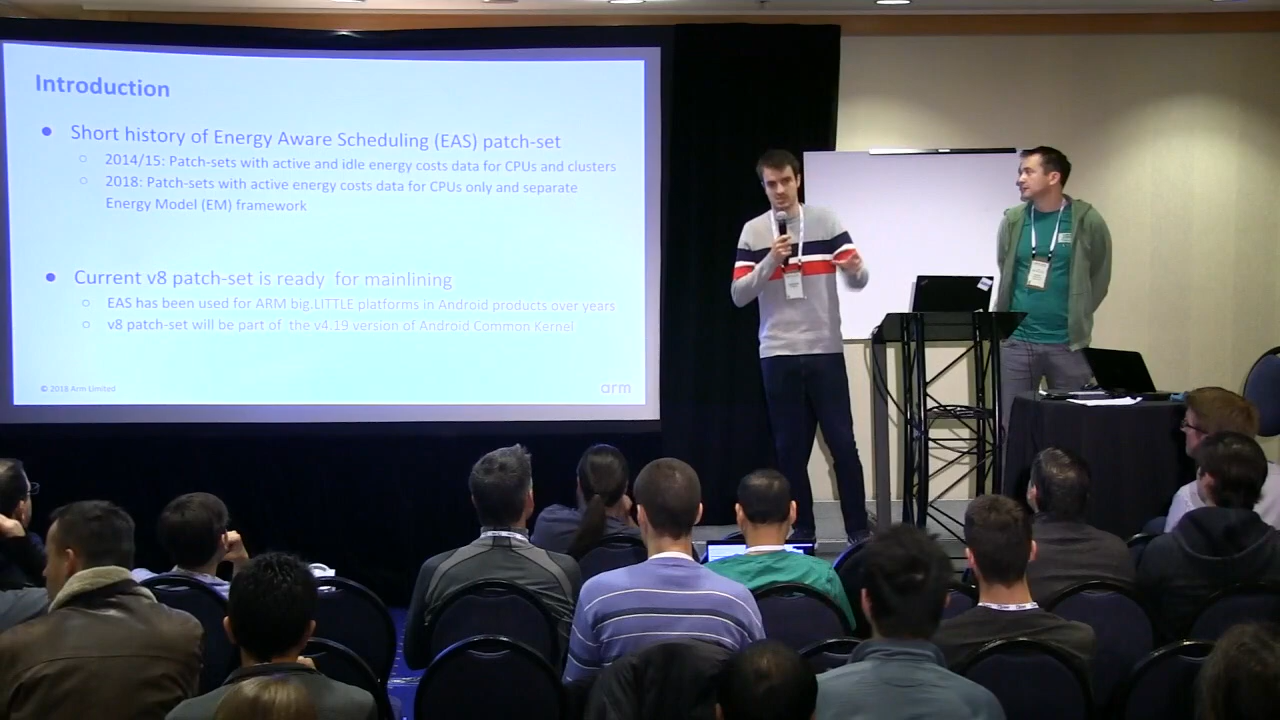 Introduction
● Short history of Energy Aware Scheduling (EAS) patch-set
○ 2014/15: Patch-sets with active and idle energy costs data for CPUs and clusters
○ 2018: Patch-sets with active energy costs data for CPUs only and separate
Energy Model (EM) framework
● Current v8 patch-set is ready for mainlining
○ EAS has been used for ARM big.LITTLE platforms in Android products over years
○ v8 patch-set will be part of the v4.19 version of Android Common Kernel
© 2018 Arm Limited
arm